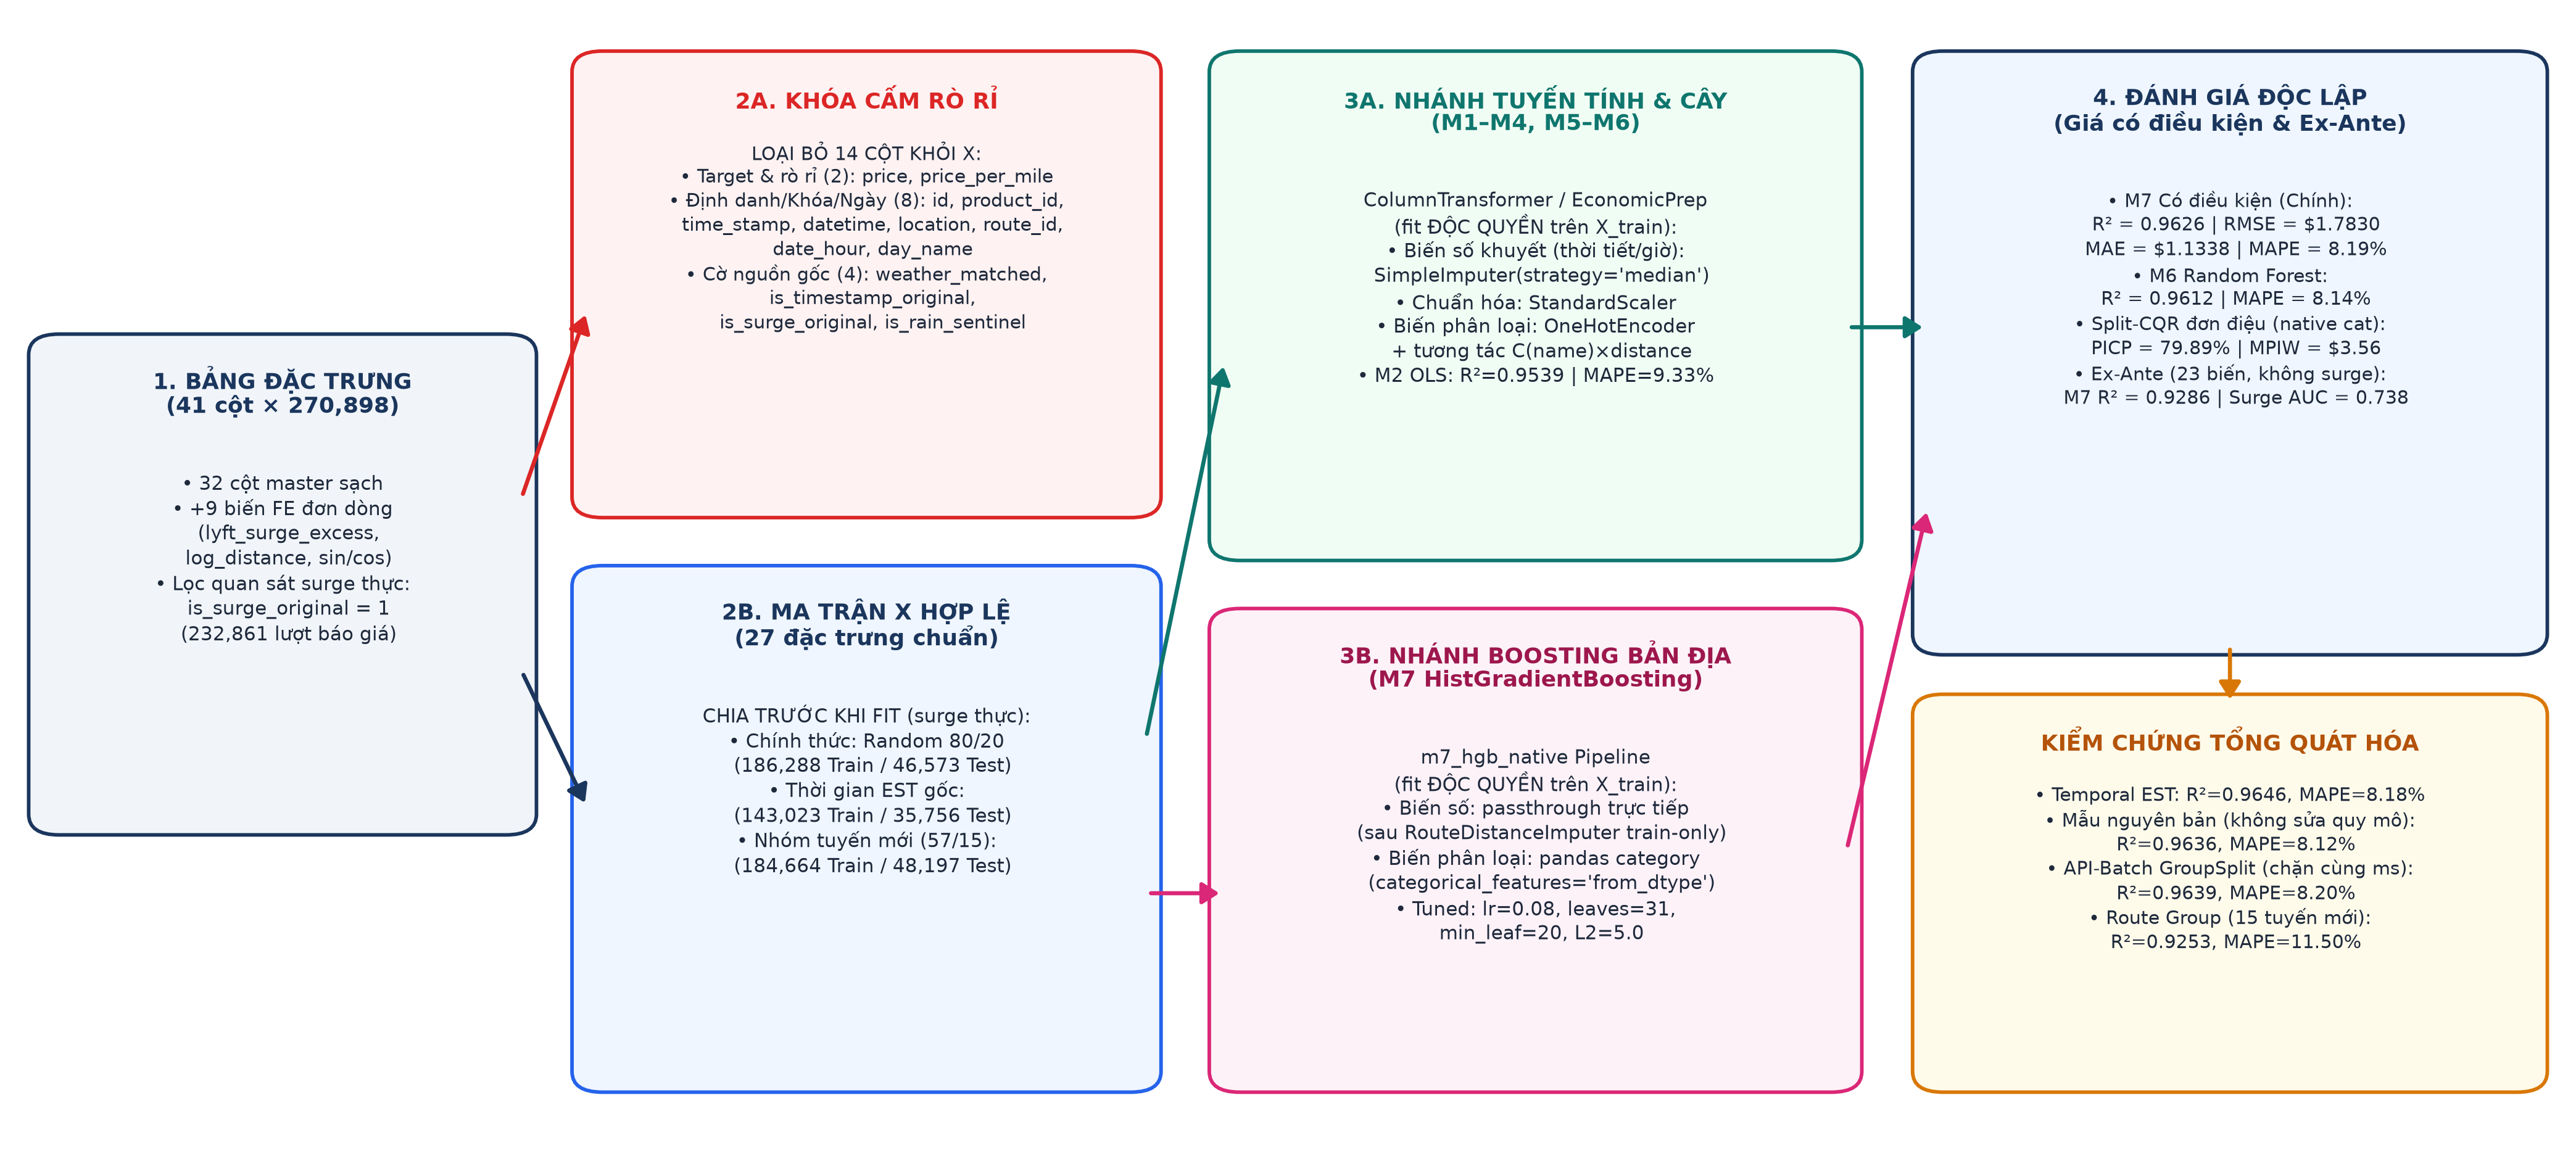 1. BẢNG ĐẶC TRƯNG
(41 cột × 270,898)
• 32 cột master sạch
• +9 biến FE đơn dòng
(lyft_surge_excess,
log_distance, sin/cos)
• Lọc quan sát surge thực:
is_surge_original = 1
(232,861 lượt báo giá)
2A. KHÓA CẤM RÒ RỈ
LOẠI BỎ 14 CỘT KHỎI X:
• Target & rò rỉ (2): price, price_per_mile
• Định danh/Khóa/Ngày (8): id, product_id,
time_stamp, datetime, location, route_id,
date_hour, day_name
• Cờ nguồn gốc (4): weather_matched,
is_timestamp_original,
is_surge_original, is_rain_sentinel
2B. MA TRẬN X HỢP LỆ
(27 đặc trưng chuẩn)
CHIA TRƯỚC KHI FIT (surge thực):
• Chính thức: Random 80/20
(186,288 Train / 46,573 Test)
• Thời gian EST gốc:
(143,023 Train / 35,756 Test)
• Nhóm tuyến mới (57/15):
(184,664 Train / 48,197 Test)
3A. NHÁNH TUYẾN TÍNH & CÂY
(M1–M4, M5–M6)
ColumnTransformer / EconomicPrep
(fit ĐỘC QUYỀN trên X_train):
• Biến số khuyết (thời tiết/giờ):
SimpleImputer(strategy='median')
• Chuẩn hóa: StandardScaler
• Biến phân loại: OneHotEncoder
+ tương tác C(name)×distance
• M2 OLS: R²=0.9539 | MAPE=9.33%
3B. NHÁNH BOOSTING BẢN ĐỊA
(M7 HistGradientBoosting)
m7_hgb_native Pipeline
(fit ĐỘC QUYỀN trên X_train):
• Biến số: passthrough trực tiếp
(sau RouteDistanceImputer train-only)
• Biến phân loại: pandas category
(categorical_features='from_dtype')
• Tuned: lr=0.08, leaves=31,
min_leaf=20, L2=5.0
4. ĐÁNH GIÁ ĐỘC LẬP
(Giá có điều kiện & Ex-Ante)
• M7 Có điều kiện (Chính):
R² = 0.9626 | RMSE = $1.7830
MAE = $1.1338 | MAPE = 8.19%
• M6 Random Forest:
R² = 0.9612 | MAPE = 8.14%
• Split-CQR đơn điệu (native cat):
PICP = 79.89% | MPIW = $3.56
• Ex-Ante (23 biến, không surge):
M7 R² = 0.9286 | Surge AUC = 0.738
KIỂM CHỨNG TỔNG QUÁT HÓA
• Temporal EST: R²=0.9646, MAPE=8.18%
• Mẫu nguyên bản (không sửa quy mô):
R²=0.9636, MAPE=8.12%
• API-Batch GroupSplit (chặn cùng ms):
R²=0.9639, MAPE=8.20%
• Route Group (15 tuyến mới):
R²=0.9253, MAPE=11.50%